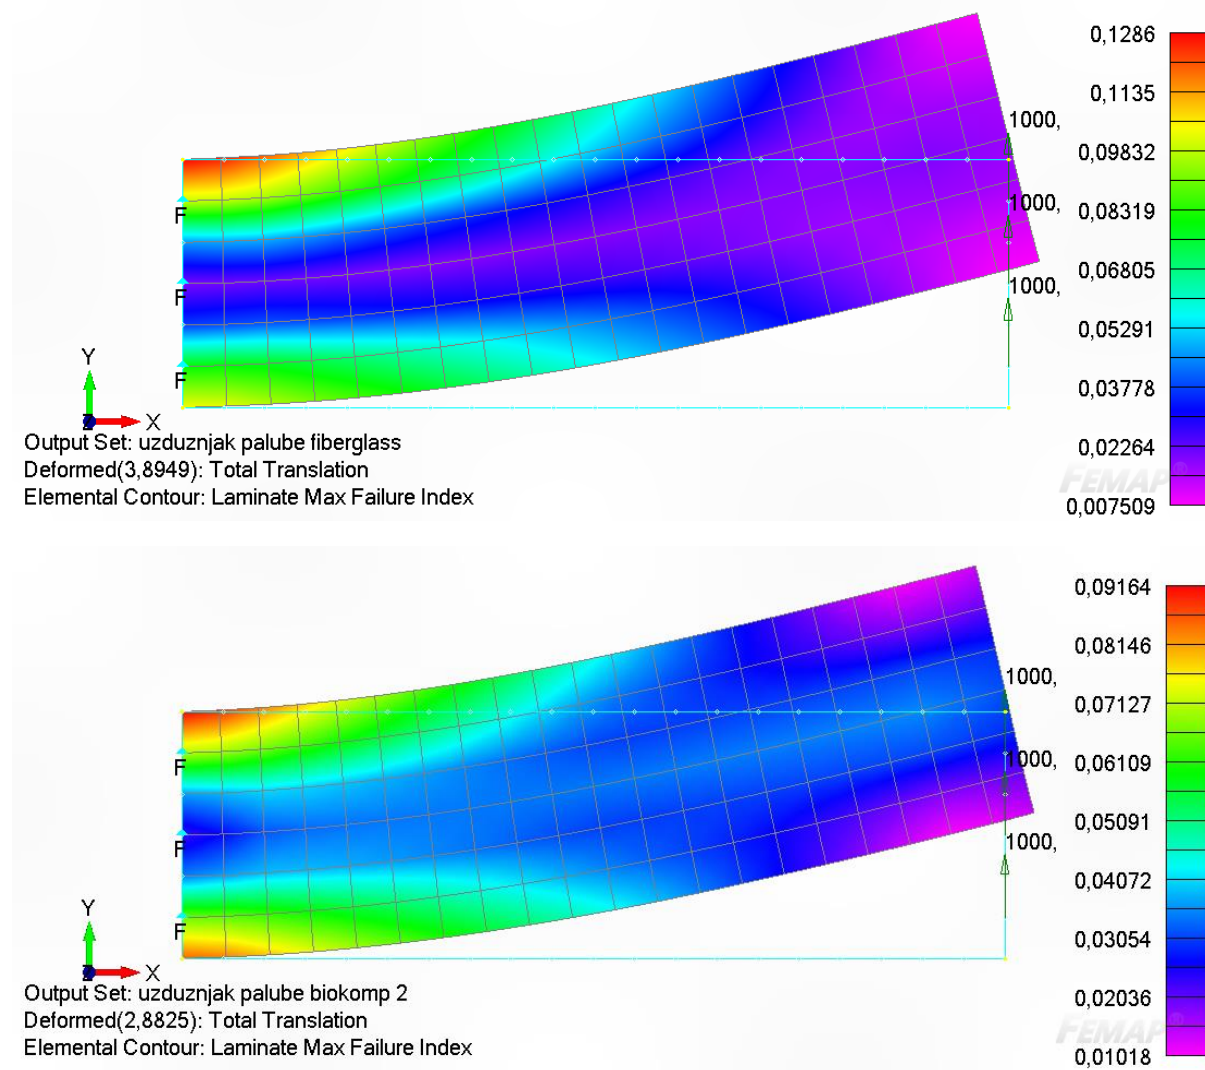 0,1286
0,1135
1000,
0,09832
1000,
0,08319
F
0,06805
1000,
F
0,05291
Y
0,03778
F
X
Z
Output Set: uzduznjak palube fiberglass
0,02264
Deformed(3,8949): Total Translation
FEMAP®
Elemental Contour: Laminate Max Failure Index
0,007509
0,09164
0,08146
1000,
0,07127
1000,
F
0,06109
1000,
0,05091
F
0,04072
Y
F
0,03054
X
Z
Output Set: uzduznjak palube biokomp 2
0,02036
Deformed(2,8825): Total Translation
FEMAP®
Elemental Contour: Laminate Max Failure Index
0,01018